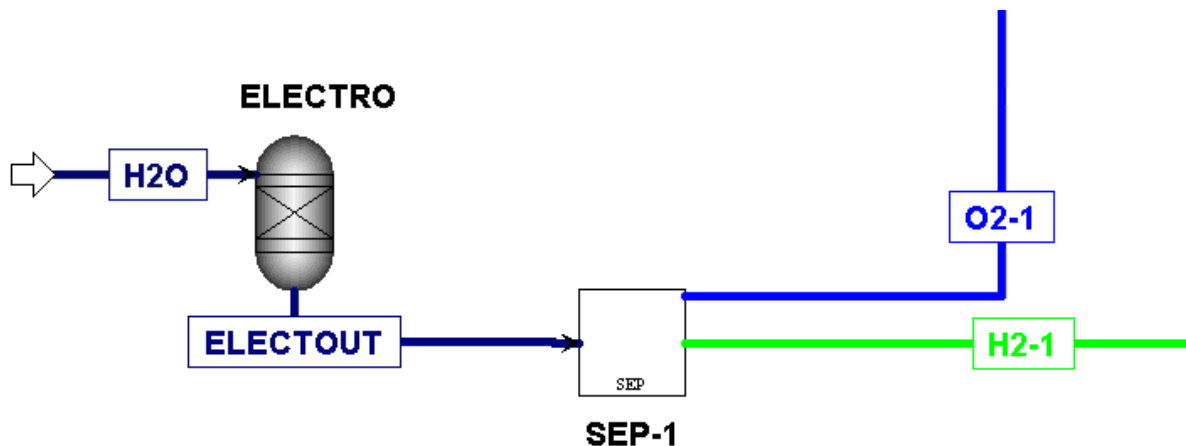 ELECTRO
H2O
O2-1
ELECTOUT
H2-1
SEP
SEP-1